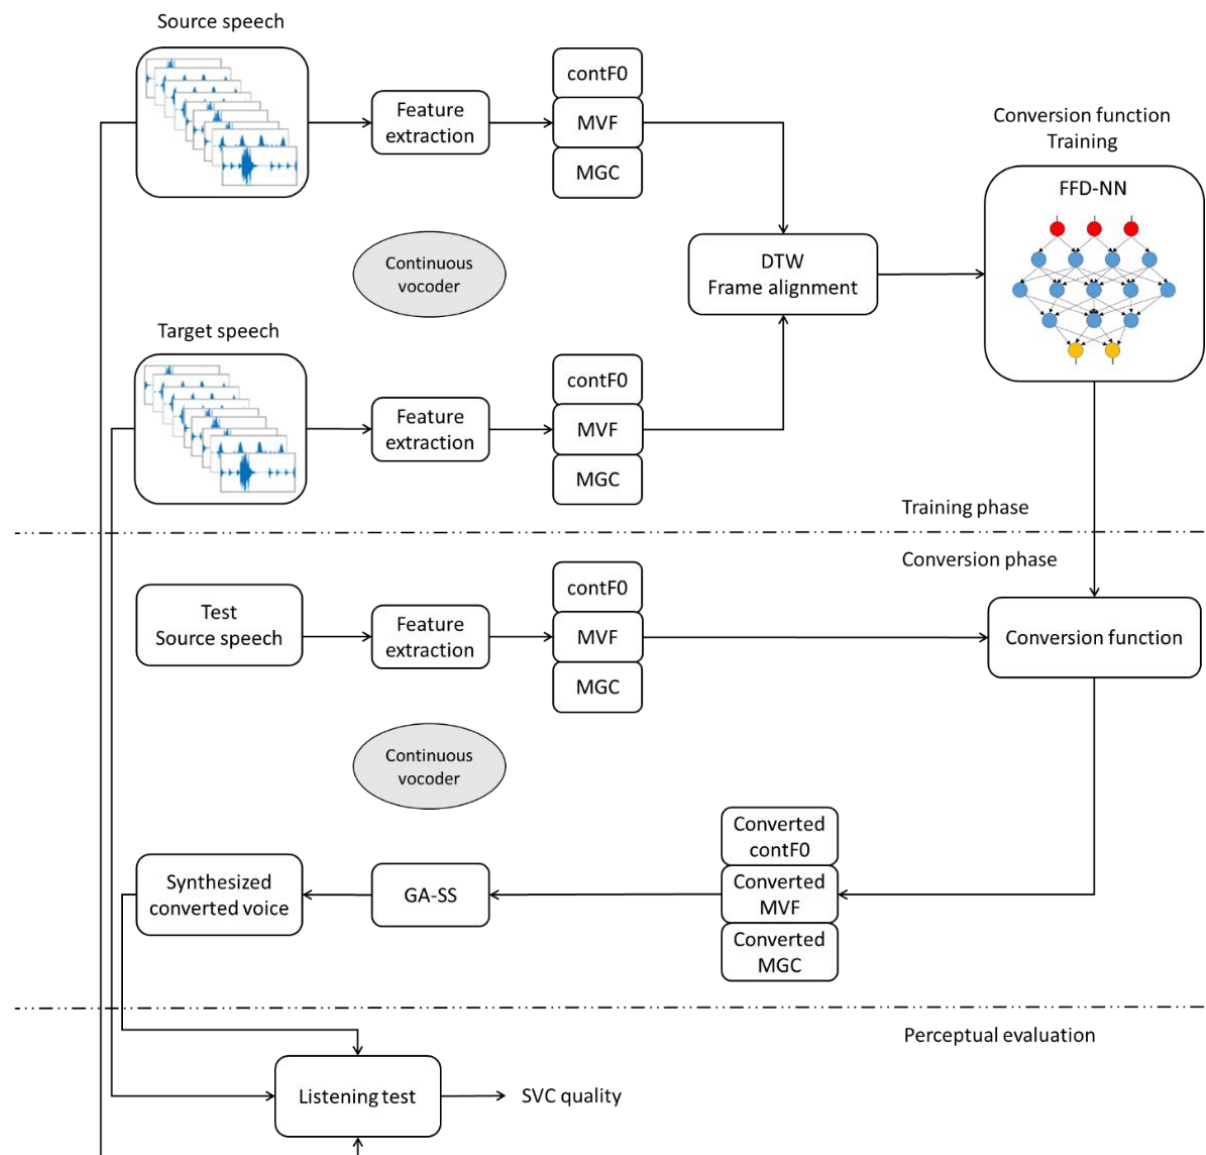 Source speech
Feature
extraction
contF0
MVF
MGC
Conversion function
Training
FFD-NN
Continuous
vocoder
DTW
Frame alignment
Target speech
Feature
extraction
contF0
MVF
MGC
Training phase
Conversion phase
Test
Source speech
Feature
extraction
contF0
MVF
MGC
Conversion function
Continuous
vocoder
Converted
contF0
Converted
MVF
Converted
MGC
GA-SS
Synthesized
converted voice
Perceptual evaluation
Listening test
SVC quality